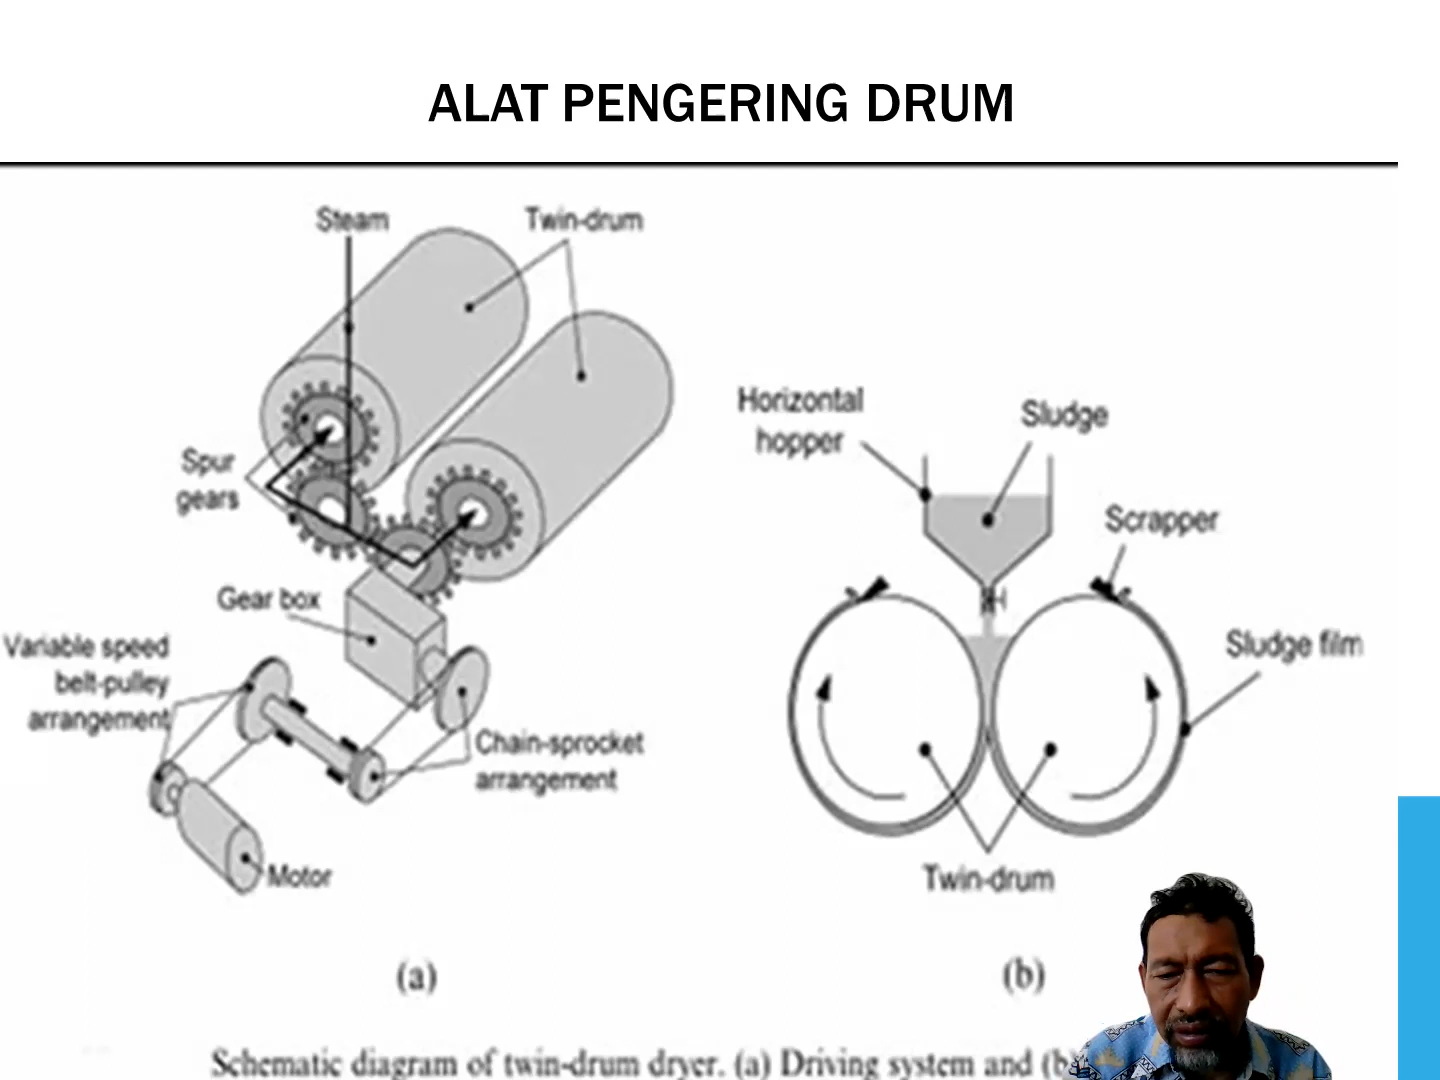 ALAT PENGERING DRUM
Steam
Twin-drum
Spur
gears
Gear box
Variable speed
belt-pulley
arrangement
Chain-sprocket
arrangement
Motor
(a)
Horizontal
hopper
Sludge
Scrapper
Sludge film
Twin-drum
(b)
Schematic diagram of twin-drum dryer. (a) Driving system and (b)